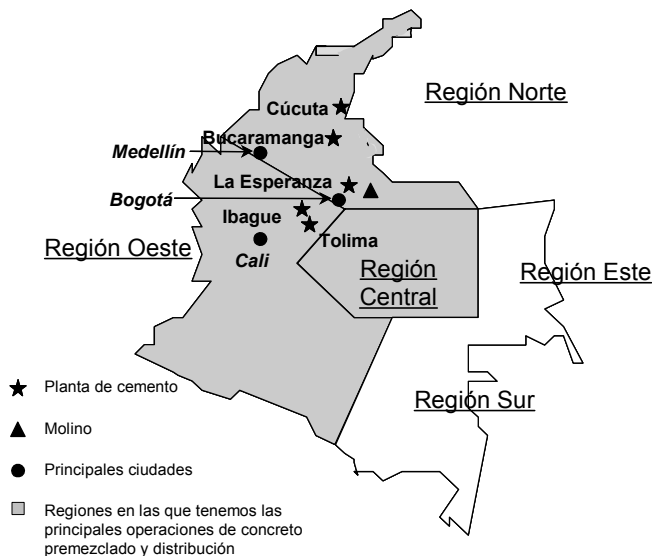 Región Norte
Cúcuta
Bucaramanga
Medellín
La Esperanza
Bogotá
Ibague
Tolima
Región Oeste
Cali
Región
Central
Región Este
Región Sur
Planta de cemento
Molino
Principales ciudades
Regiones en las que tenemos las
principales operaciones de concreto
premezclado y distribución